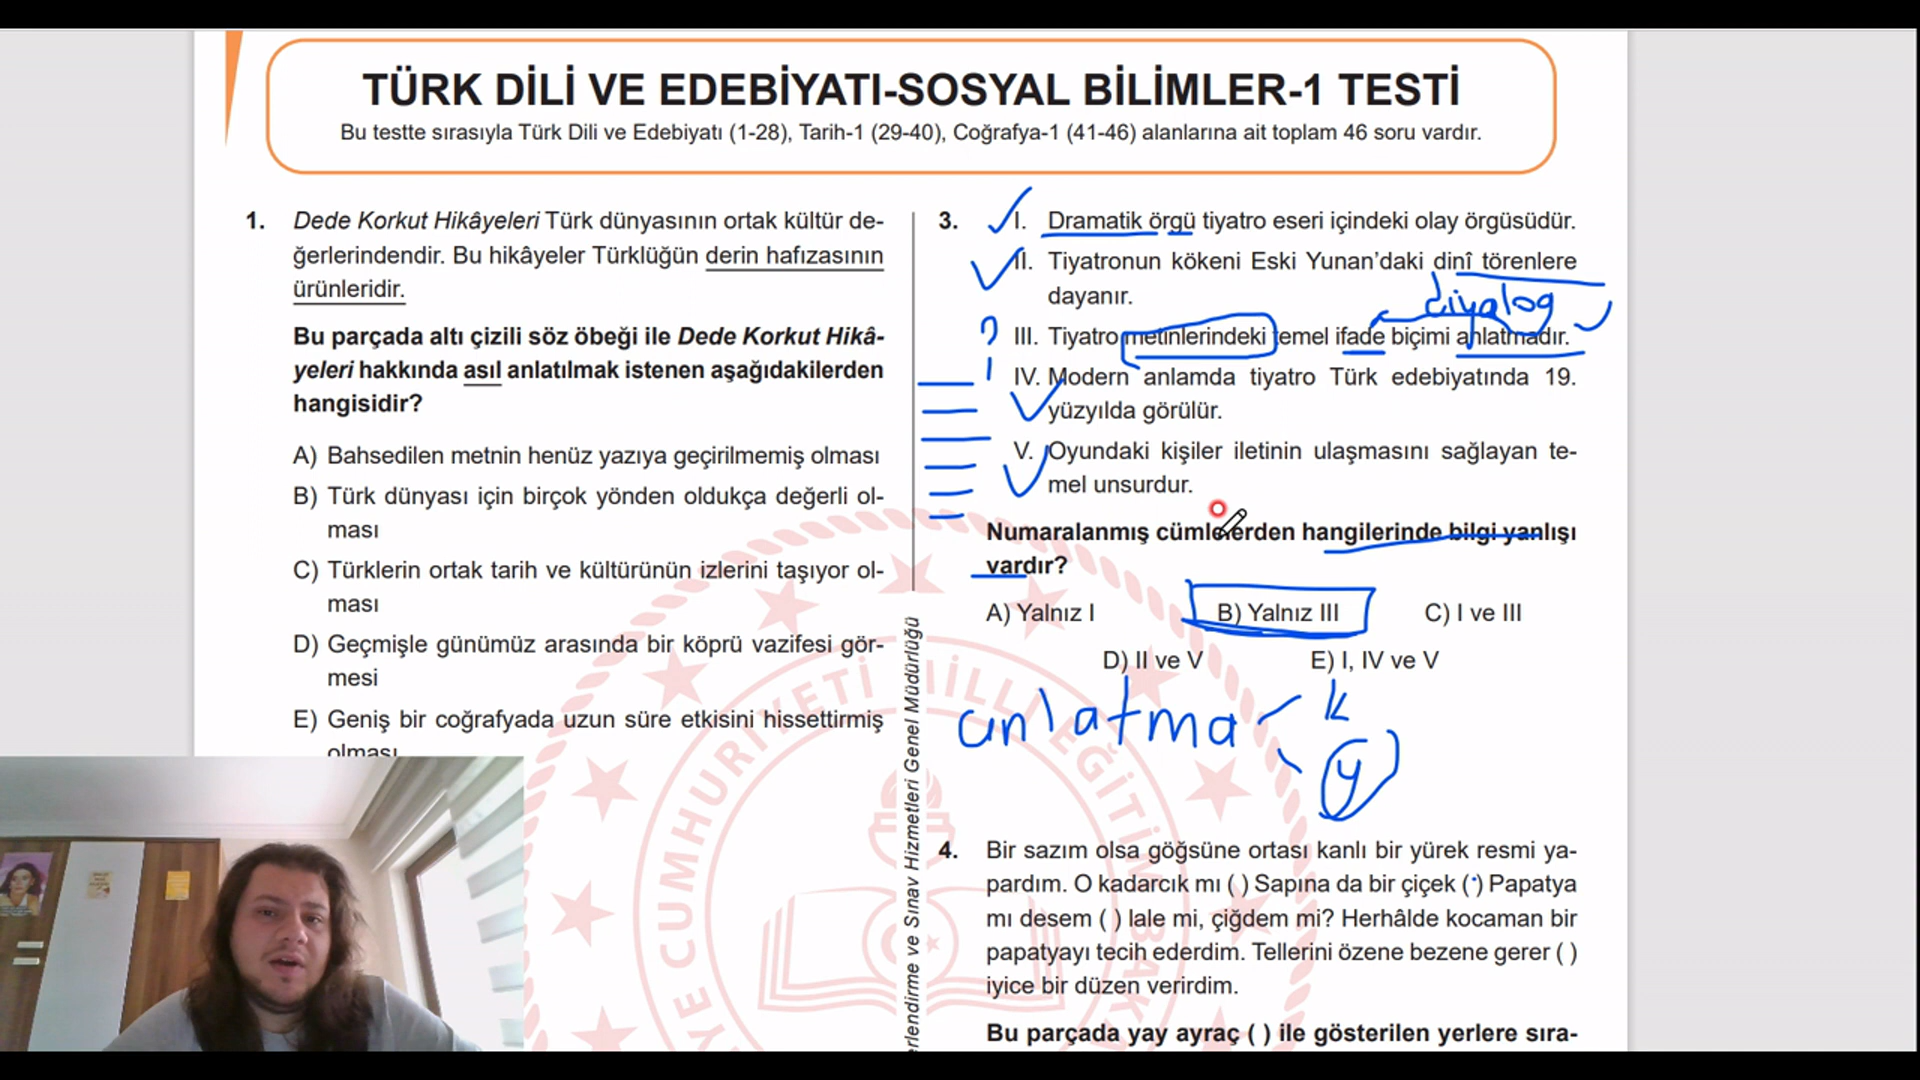 TÜRK DİLİ VE EDEBİYATI-SOSYAL BİLİMLER-1 TESTİ
Bu testte sırasıyla Türk Dili ve Edebiyatı (1-28), Tarih-1 (29-40), Coğrafya-1 (41-46) alanlarına ait toplam 46 soru vardır.
1. Dede Korkut Hikâyeleri Türk dünyasının ortak kültür de-
ğerlerindendir. Bu hikâyeler Türklüğün derin hafızasının
ürünleridir.
Bu parçada altı çizili söz öbeği ile Dede Korkut Hikâ-
yeleri hakkında asıl anlatılmak istenen aşağıdakilerden
hangisidir?
A) Bahsedilen metnin henüz yazıya geçirilmemiş olması
B) Türk dünyası için birçok yönden oldukça değerli ol-
ması
C) Türklerin ortak tarih ve kültürünün izlerini taşıyor ol-
ması
D) Geçmişle günümüz arasında bir köprü vazifesi gör-
mesi
E) Geniş bir coğrafyada uzun süre etkisini hissettirmiş
olması
3. I. Dramatik örgü tiyatro eseri içindeki olay örgüsüdür.
II. Tiyatronun kökeni Eski Yunan’daki dinî törenlere
dayanır.
diyalog
III. Tiyatro metinlerindeki temel ifade biçimi anlatmadır.
IV. Modern anlamda tiyatro Türk edebiyatında 19.
yüzyılda görülür.
V. Oyundaki kişiler iletinin ulaşmasını sağlayan te-
mel unsurdur.
Numaralanmış cümlelerden hangilerinde bilgi yanlışı
vardır?
A) Yalnız I B) Yalnız III C) I ve III
D) II ve V E) I, IV ve V
anlatma k
y
4. Bir sazım olsa göğsüne ortası kanlı bir yürek resmi ya-
pardım. O kadarcık mı ( ) Sapına da bir çiçek ( ) Papatya
mı desem ( ) lale mi, çiğdem mi? Herhâlde kocaman bir
papatyayı tecih ederdim. Tellerini özene bezene gerer ( )
iyice bir düzen verirdim.
Bu parçada yay ayraç ( ) ile gösterilen yerlere sıra-
erlendirme ve Sınav Hizmetleri Genel Müdürlüğü
YE CUMHURİYETİ MİLLİ EĞİTİM BAKA